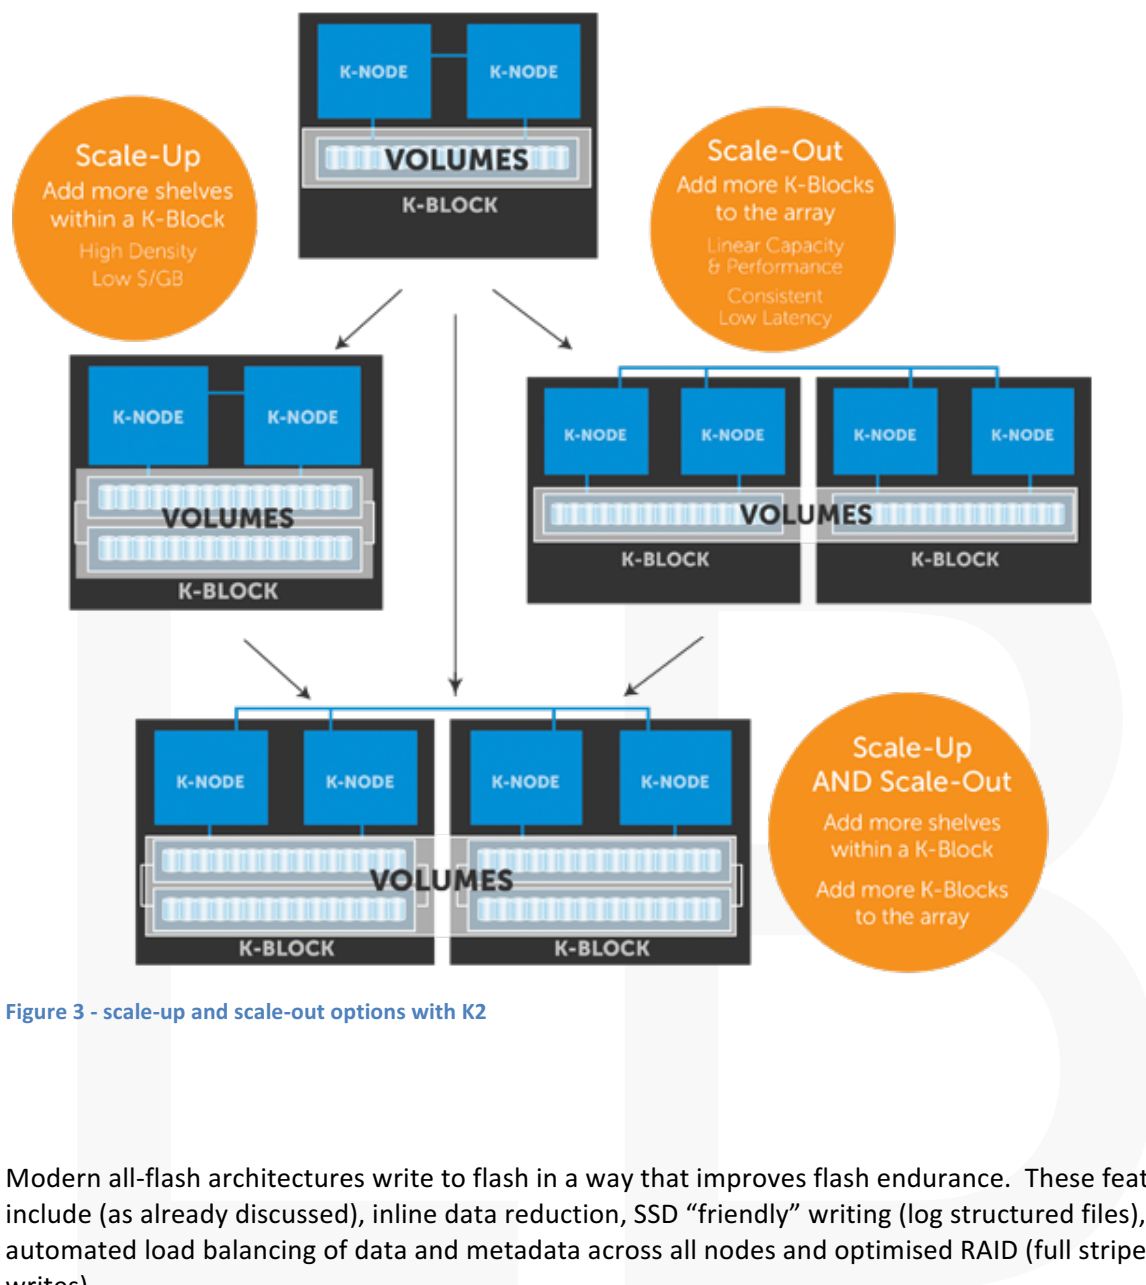 K-NODE K-NODE
VOLUMES
K-BLOCK
Scale-Up
Add more shelves
within a K-Block
High Density
Low $/GB
Scale-Out
Add more K-Blocks
to the array
Linear Capacity
& Performance
Consistent
Low Latency
K-NODE K-NODE
VOLUMES
K-BLOCK
K-NODE K-NODE K-NODE K-NODE
VOLUMES
K-BLOCK K-BLOCK
K-NODE K-NODE K-NODE K-NODE
VOLUMES
K-BLOCK K-BLOCK
Scale-Up
AND Scale-Out
Add more shelves
within a K-Block
Add more K-Blocks
to the array
Figure 3 - scale-up and scale-out options with K2
Modern all-flash architectures write to flash in a way that improves flash endurance. These feat
include (as already discussed), inline data reduction, SSD “friendly” writing (log structured files),
automated load balancing of data and metadata across all nodes and optimised RAID (full stripe
writes)